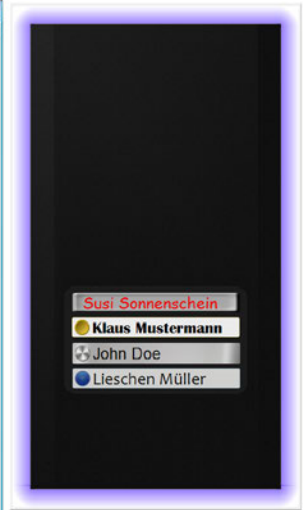 Susi Sonnenschein
Klaus Mustermann
John Doe
Lieschen Müller